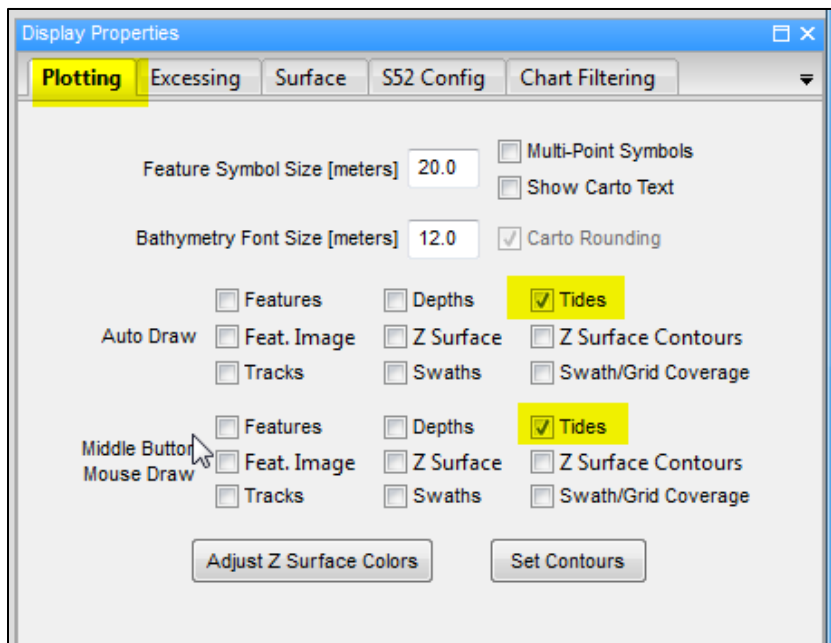 Display Properties
Plotting Excessing Surface S52 Config Chart Filtering
Feature Symbol Size [meters] 20.0 Multi-Point Symbols
Show Carto Text
Bathymetry Font Size [meters] 12.0 Carto Rounding
Features Depths Tides
Auto Draw Feat. Image Z Surface Z Surface Contours
Tracks Swaths Swath/Grid Coverage
Features Depths Tides
Middle Button Mouse Draw Feat. Image Z Surface Z Surface Contours
Tracks Swaths Swath/Grid Coverage
Adjust Z Surface Colors Set Contours